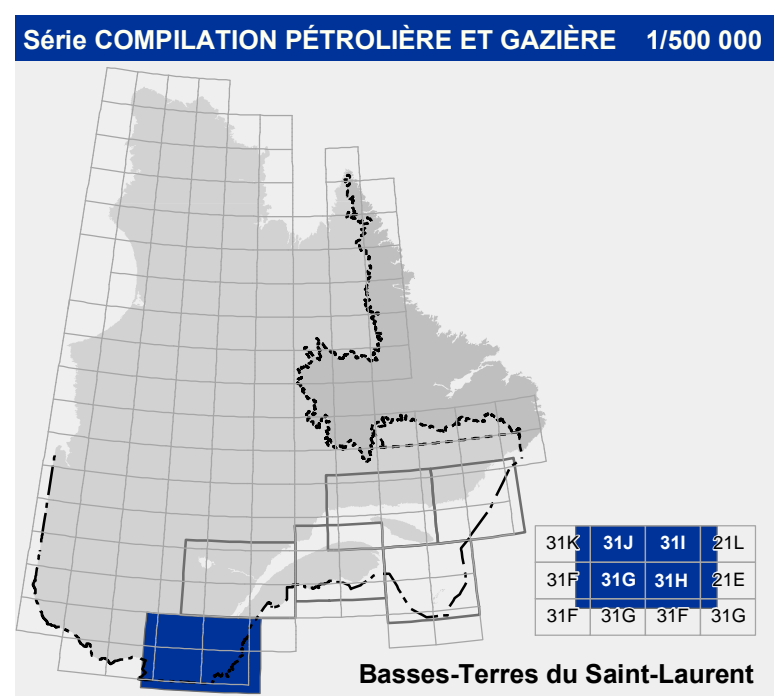 Série COMPILATION PÉTROLIÈRE ET GAZIÈRE 1/500 000
31K 31J 31I 21L
31F 31G 31H 21E
31F 31G 31F 31G
Basses-Terres du Saint-Laurent